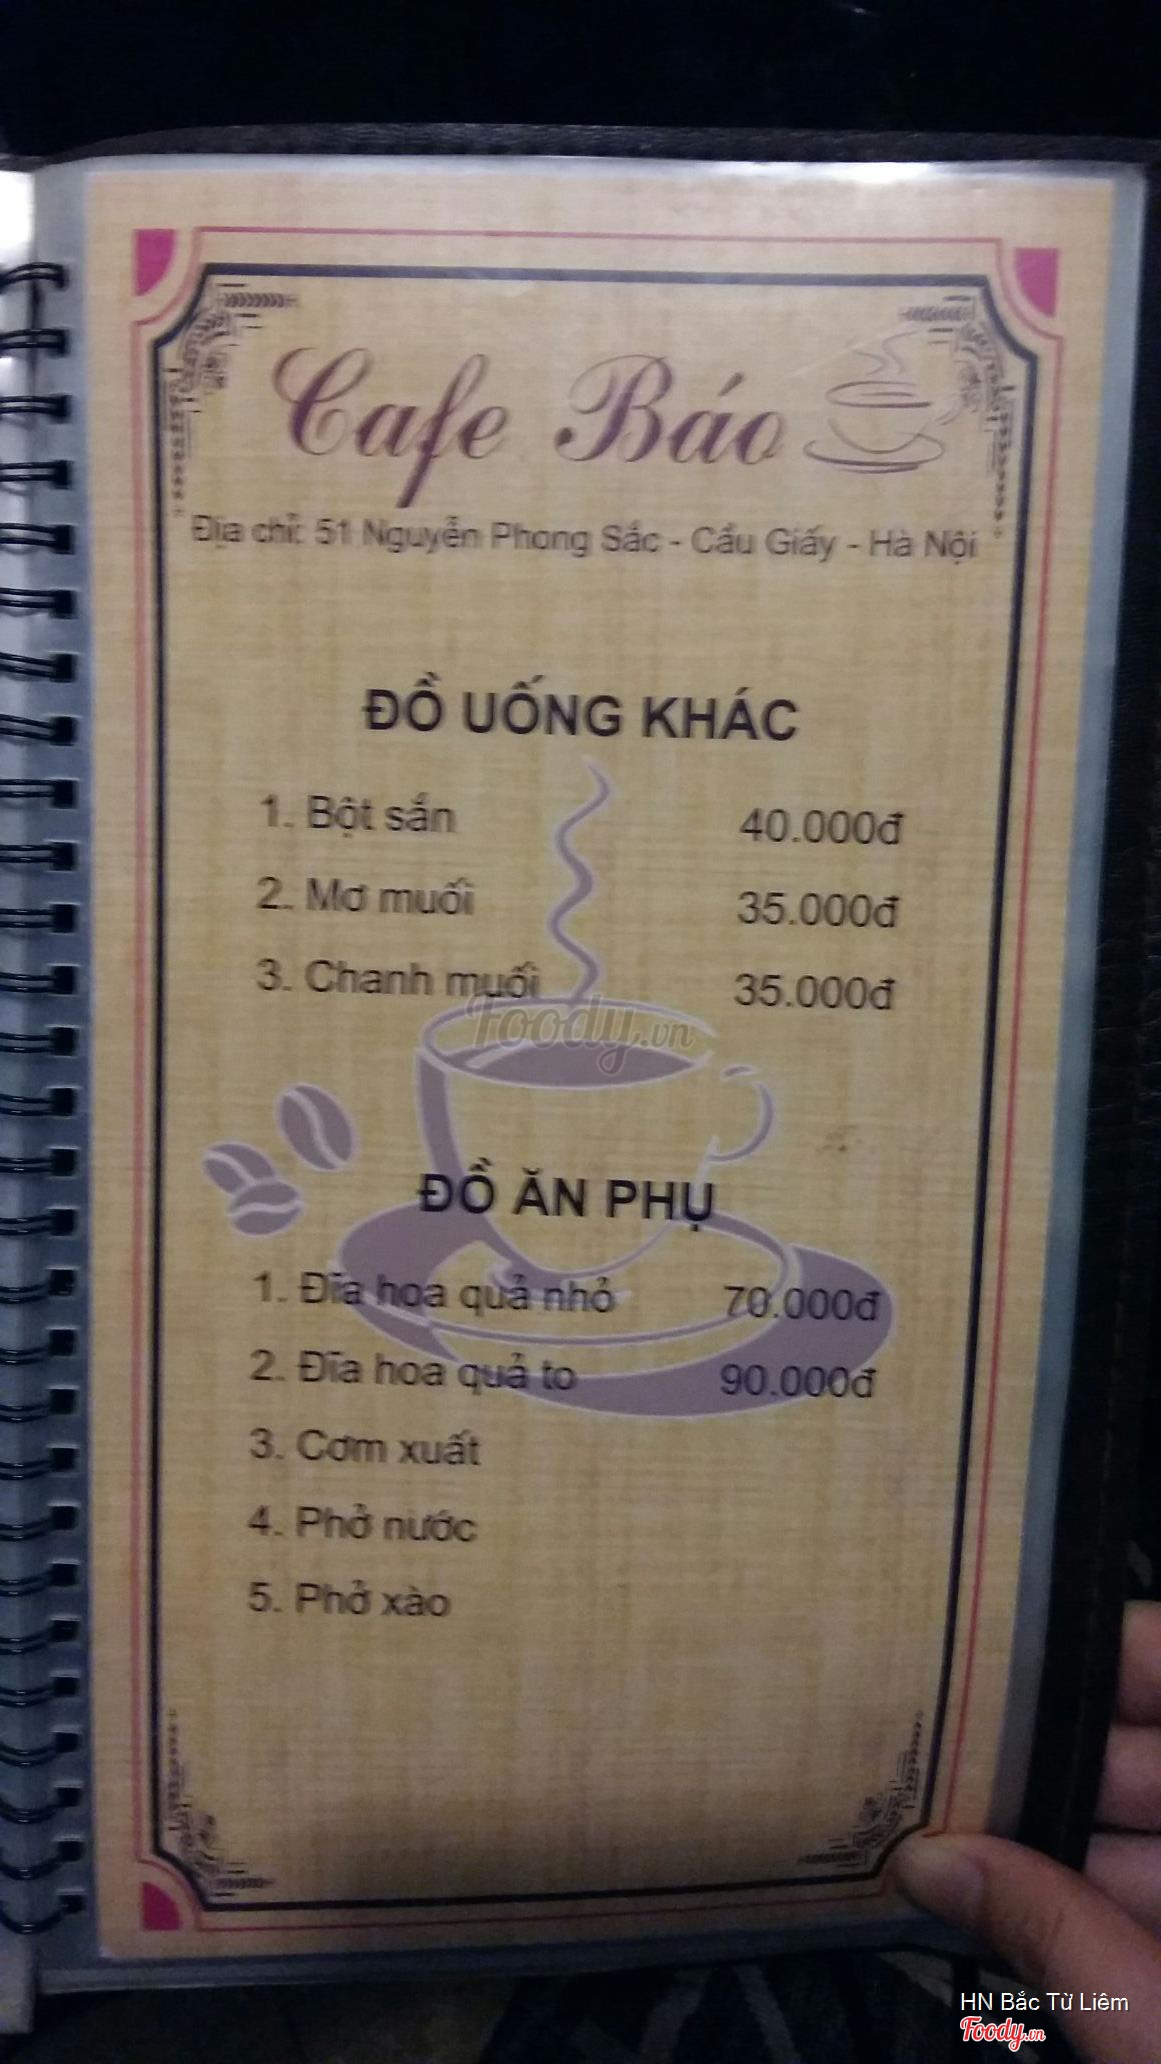 Cafe Báo
Địa chỉ: 51 Nguyễn Phong Sắc - Cầu Giấy - Hà Nội
ĐỒ UỐNG KHÁC
1. Bột sắn 40.000đ
2. Mơ muối 35.000đ
3. Chanh muối 35.000đ
Foody.vn
ĐỒ ĂN PHỤ
1. Đĩa hoa quả nhỏ 70.000đ
2. Đĩa hoa quả to 90.000đ
3. Cơm xuất
4. Phở nước
5. Phở xào
HN Bắc Từ Liêm
Foody.vn